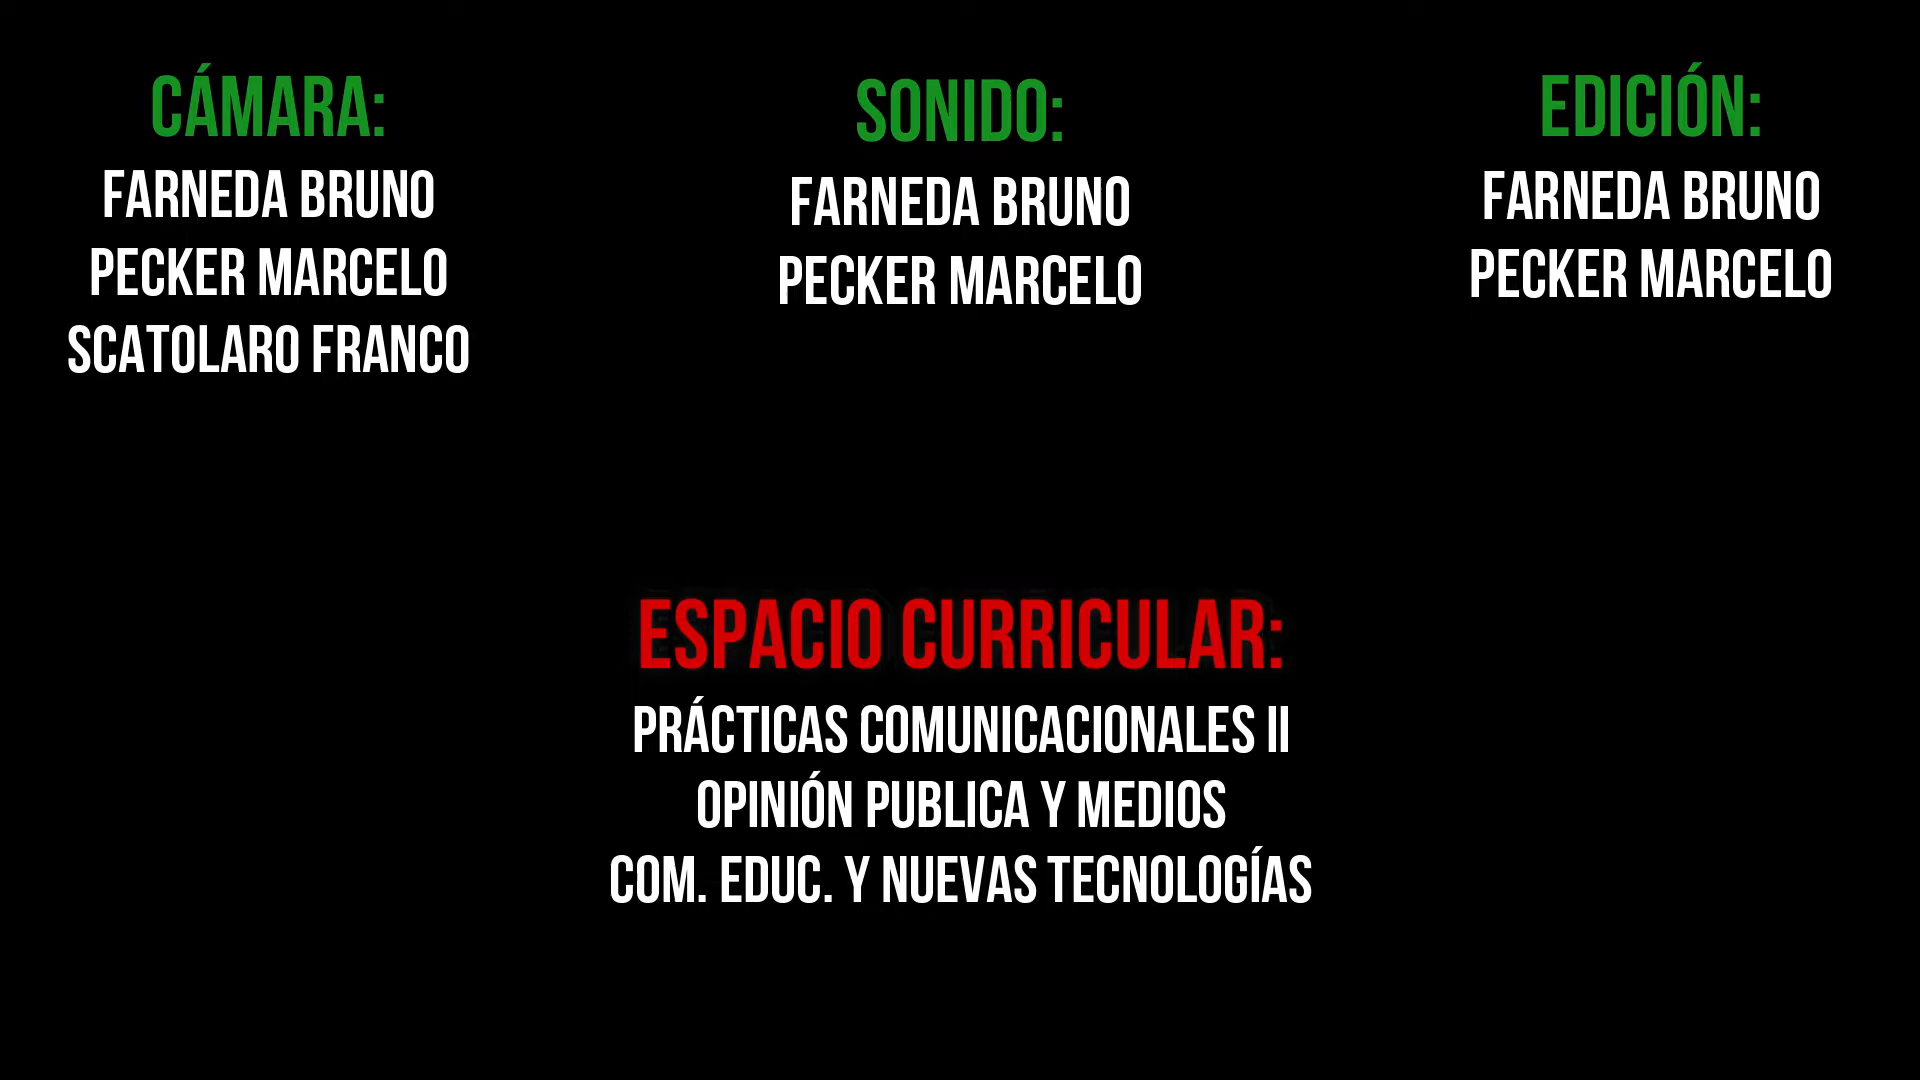 CÁMARA:
FARNEDA BRUNO
PECKER MARCELO
SCATOLARO FRANCO
SONIDO:
FARNEDA BRUNO
PECKER MARCELO
EDICIÓN:
FARNEDA BRUNO
PECKER MARCELO
ESPACIO CURRICULAR:
PRÁCTICAS COMUNICACIONALES II
OPINIÓN PUBLICA Y MEDIOS
COM. EDUC. Y NUEVAS TECNOLOGÍAS